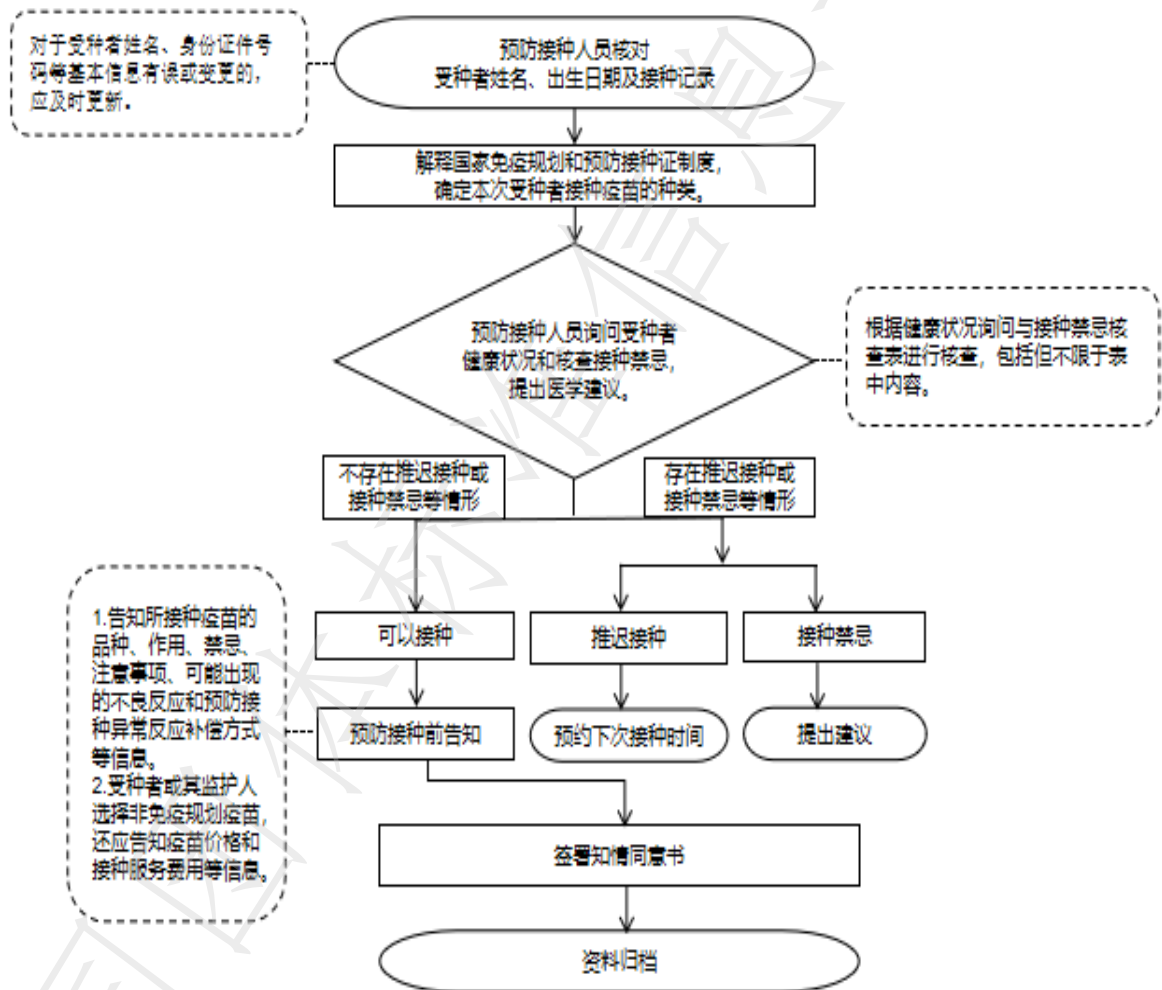 对于受种者姓名、身份证件号
码等基本信息有误或变更的，
应及时更新。
预防接种人员核对
受种者姓名、出生日期及接种记录
解释国家免疫规划和预防接种证制度，
确定本次受种者接种疫苗的种类。
预防接种人员询问受种者
健康状况和核查接种禁忌，
提出医学建议。
根据健康状况询问与接种禁忌核
查表进行核查，包括但不限于表
中内容。
不存在推迟接种或
接种禁忌等情形
存在推迟接种或
接种禁忌等情形
1.告知所接种疫苗的
品种、作用、禁忌、
注意事项、可能出现
的不良反应和预防接
种异常反应补偿方式
等信息。
2.受种者或其监护人
选择非免疫规划疫苗，
还应告知疫苗价格和
接种服务费用等信息。
可以接种
推迟接种
接种禁忌
预防接种前告知
预约下次接种时间
提出建议
签署知情同意书
资料归档
团体标准信息